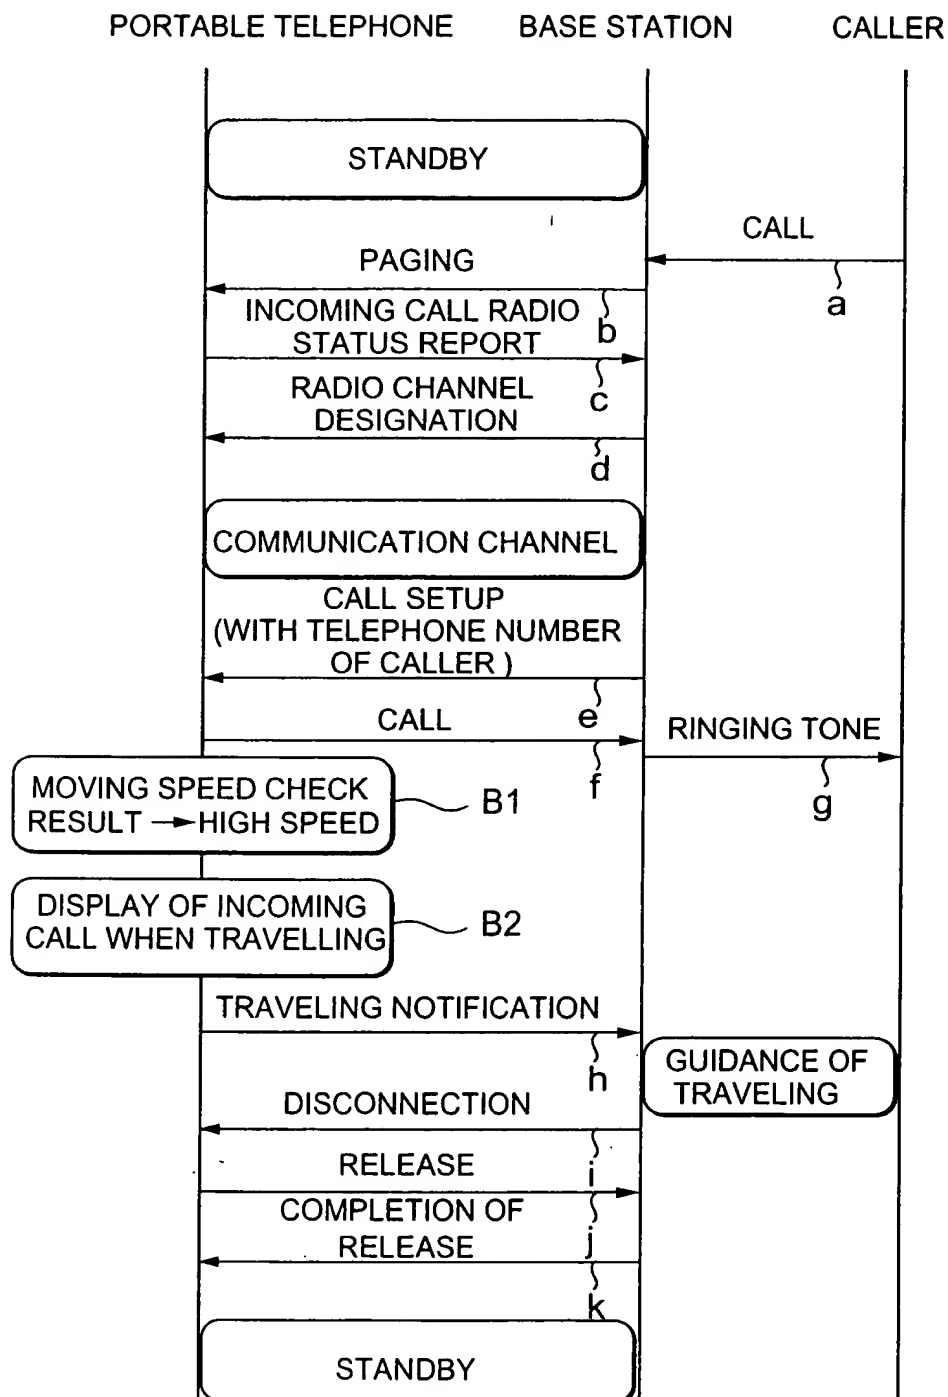 PORTABLE TELEPHONE BASE STATION CALLER
STANDBY
CALL
a
PAGING
b
INCOMING CALL RADIO
STATUS REPORT
c
RADIO CHANNEL
DESIGNATION
d
COMMUNICATION CHANNEL
CALL SETUP
(WITH TELEPHONE NUMBER
OF CALLER )
e
CALL
f
RINGING TONE
g
MOVING SPEED CHECK
RESULT → HIGH SPEED
B1
DISPLAY OF INCOMING
CALL WHEN TRAVELLING
B2
TRAVELING NOTIFICATION
h
GUIDANCE OF
TRAVELING
DISCONNECTION
i
RELEASE
j
COMPLETION OF
RELEASE
k
STANDBY